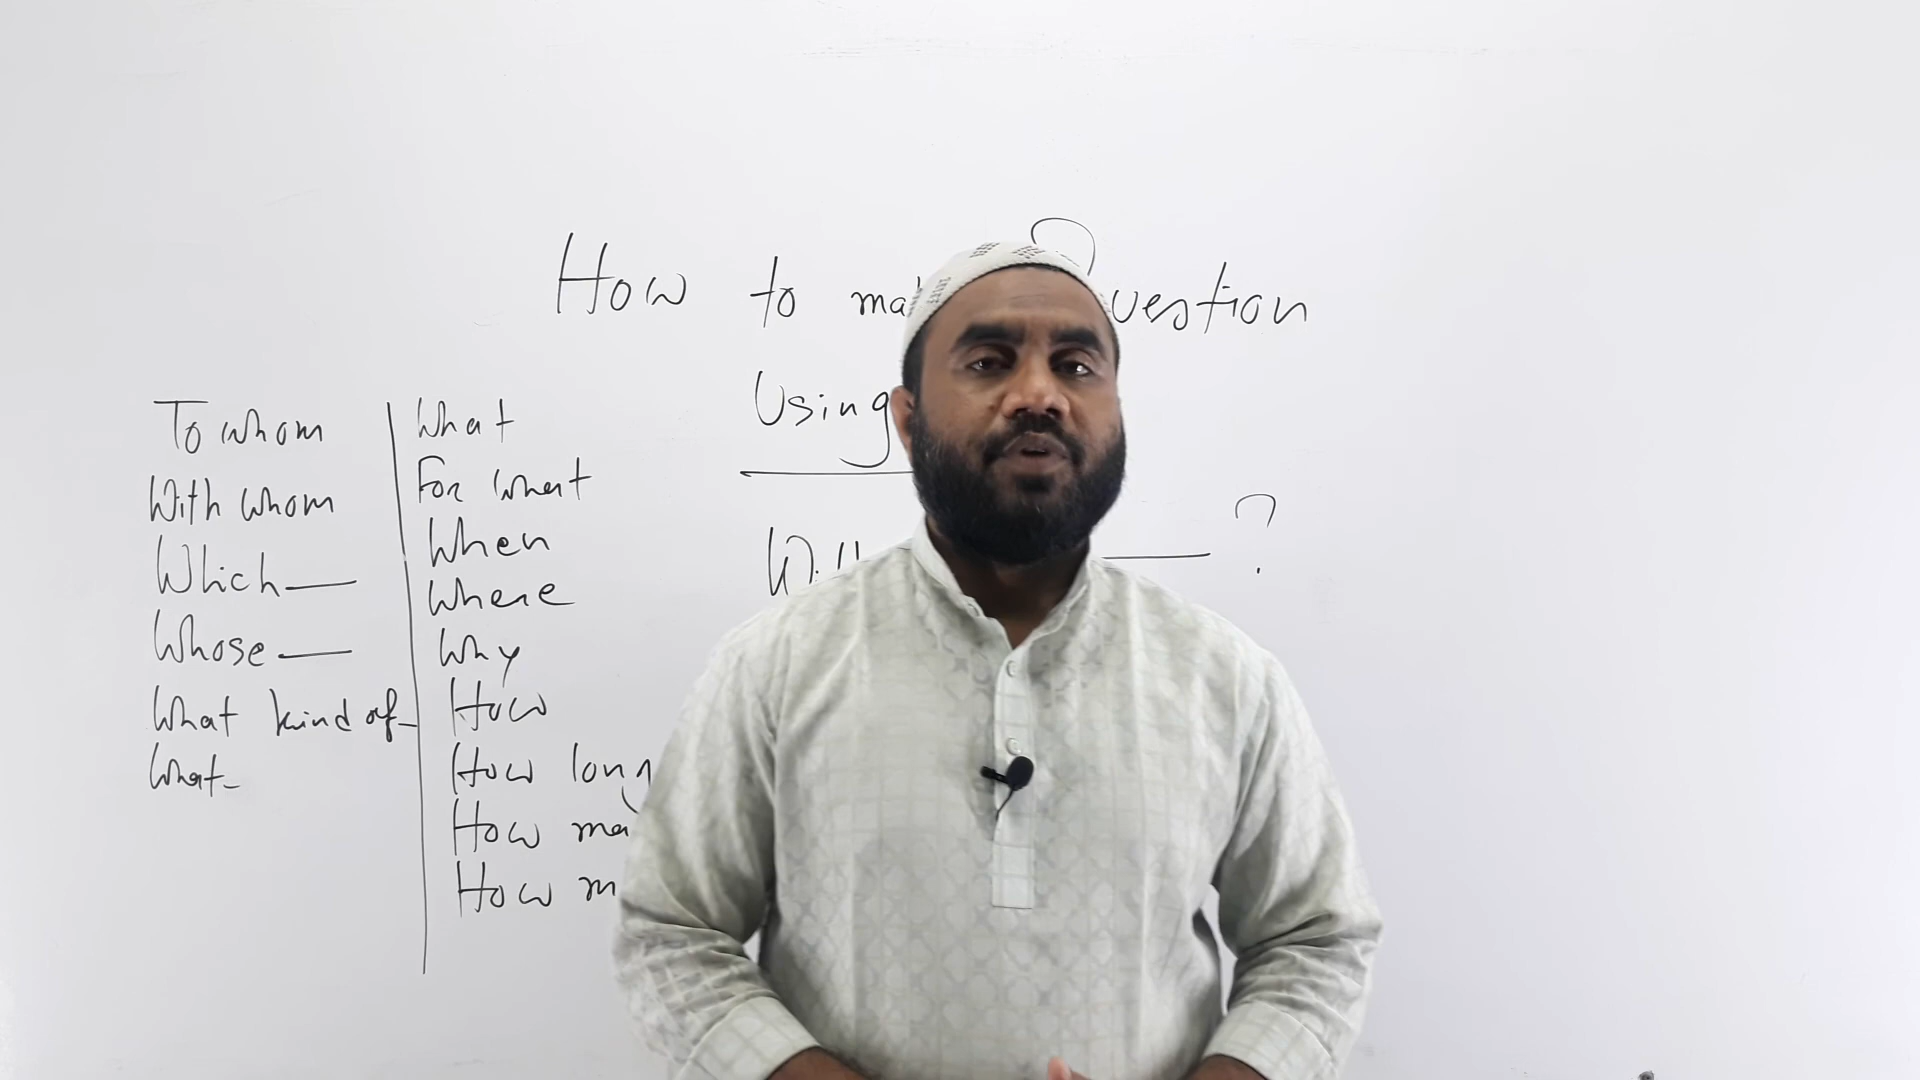 How to ma uestion
Using
?
To whom
With whom
Which —
Whose —
What kind of -
What -
What
For what
When
Where
Why
How
How long
How ma
How m